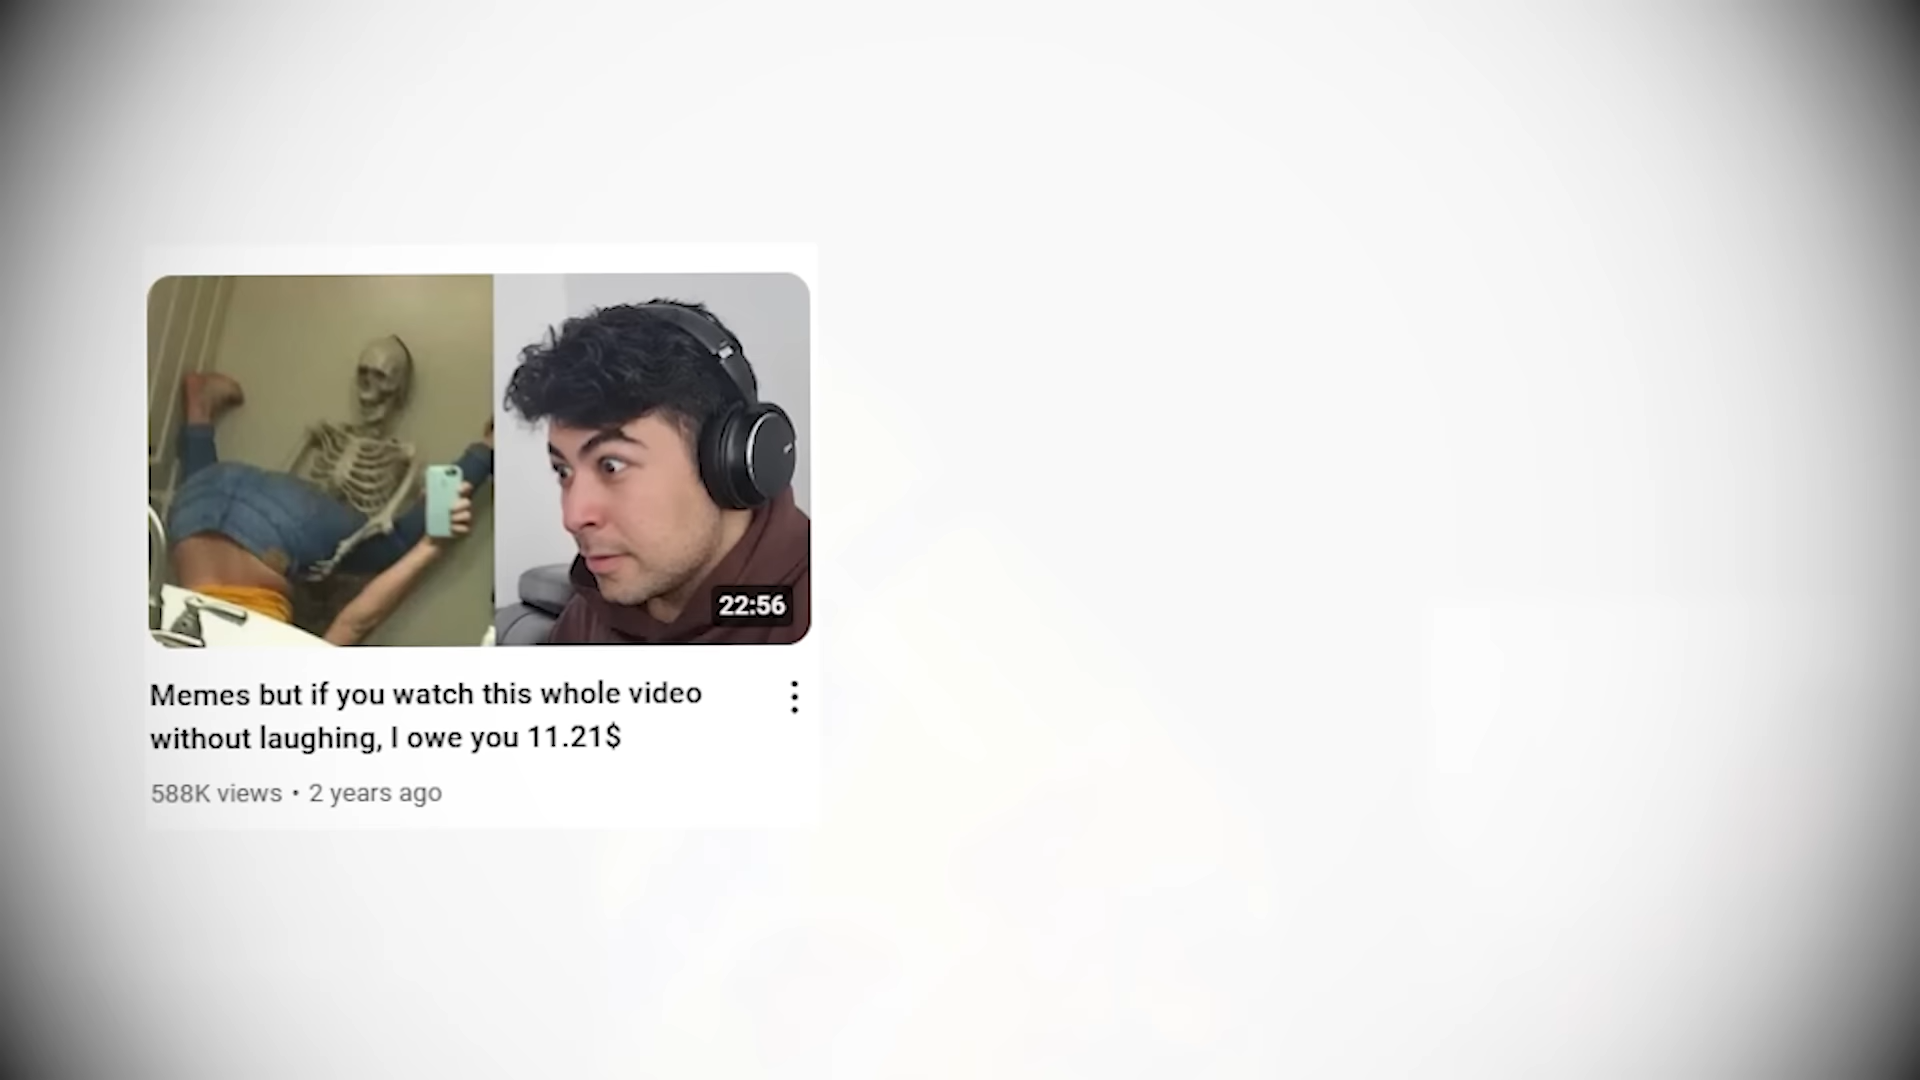 22:56
Memes but if you watch this whole video
without laughing, I owe you 11.21$
588K views • 2 years ago